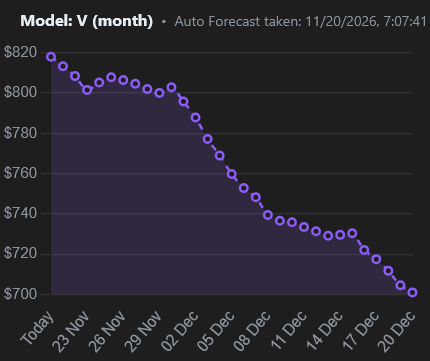 Model: V (month) • Auto Forecast taken: 11/20/2026, 7:07:41
$820
$800
$780
$760
$740
$720
$700
Today
23 Nov
26 Nov
29 Nov
02 Dec
05 Dec
08 Dec
11 Dec
14 Dec
17 Dec
20 Dec